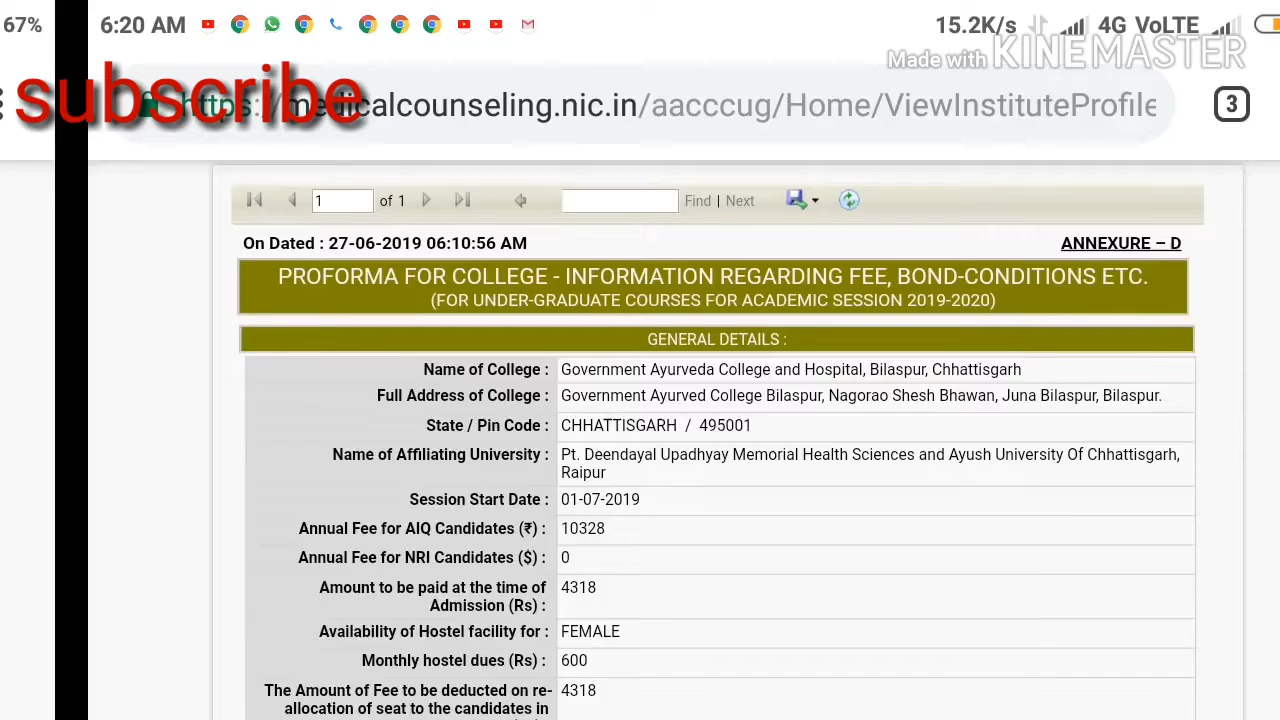 67% 6:20 AM 15.2K/s 4G VoLTE
Made with KINEMASTER
subscribe
https://medicalcounseling.nic.in/aacccug/Home/ViewInstituteProfile 3
1 of 1 Find | Next
On Dated : 27-06-2019 06:10:56 AM ANNEXURE – D
PROFORMA FOR COLLEGE - INFORMATION REGARDING FEE, BOND-CONDITIONS ETC.
(FOR UNDER-GRADUATE COURSES FOR ACADEMIC SESSION 2019-2020)
GENERAL DETAILS :
Name of College : Government Ayurveda College and Hospital, Bilaspur, Chhattisgarh
Full Address of College : Government Ayurved College Bilaspur, Nagorao Shesh Bhawan, Juna Bilaspur, Bilaspur.
State / Pin Code : CHHATTISGARH / 495001
Name of Affiliating University : Pt. Deendayal Upadhyay Memorial Health Sciences and Ayush University Of Chhattisgarh,
Raipur
Session Start Date : 01-07-2019
Annual Fee for AIQ Candidates (₹) : 10328
Annual Fee for NRI Candidates ($) : 0
Amount to be paid at the time of 4318
Admission (Rs) :
Availability of Hostel facility for : FEMALE
Monthly hostel dues (Rs) : 600
The Amount of Fee to be deducted on re- 4318
allocation of seat to the candidates in